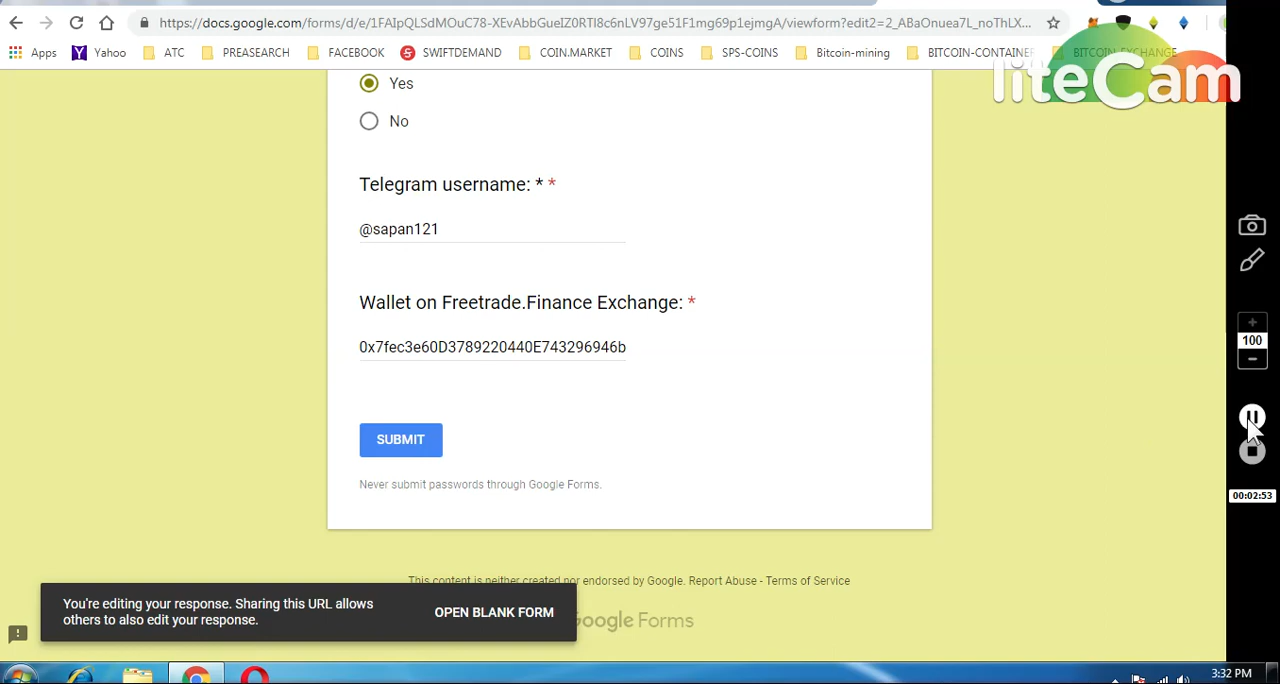 https://docs.google.com/forms/d/e/1FAIpQLSdMOuC78-XEvAbbGueIZ0RTI8c6nLV97ge51F1mg69p1ejmgA/viewform?edit2=2_ABaOnuea7L_noThLX...
Apps Yahoo ATC PREASEARCH FACEBOOK SWIFTDEMAND COIN.MARKET COINS SPS-COINS Bitcoin-mining BITCOIN-CONTAINER BITCOIN-EXCHANGE
liteCam
Yes
No
Telegram username: * *
@sapan121
Wallet on Freetrade.Finance Exchange: *
0x7fec3e60D3789220440E743296946b
100
SUBMIT
Never submit passwords through Google Forms.
00:02:53
This content is neither created nor endorsed by Google. Report Abuse - Terms of Service
You're editing your response. Sharing this URL allows
others to also edit your response.
OPEN BLANK FORM
Google Forms
3:32 PM